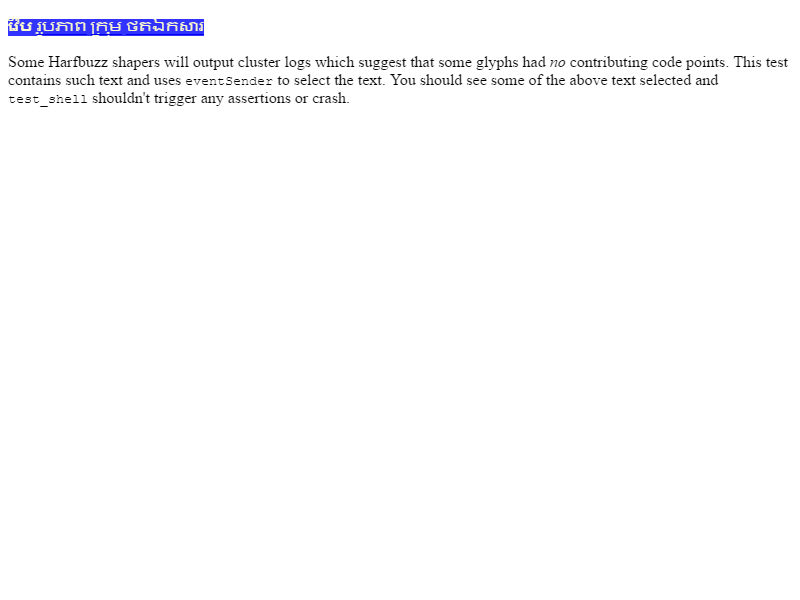 រូបភាព ក្រុម ថតឯកសារ
Some Harfbuzz shapers will output cluster logs which suggest that some glyphs had no contributing code points. This test
contains such text and uses eventSender to select the text. You should see some of the above text selected and
test_shell shouldn't trigger any assertions or crash.